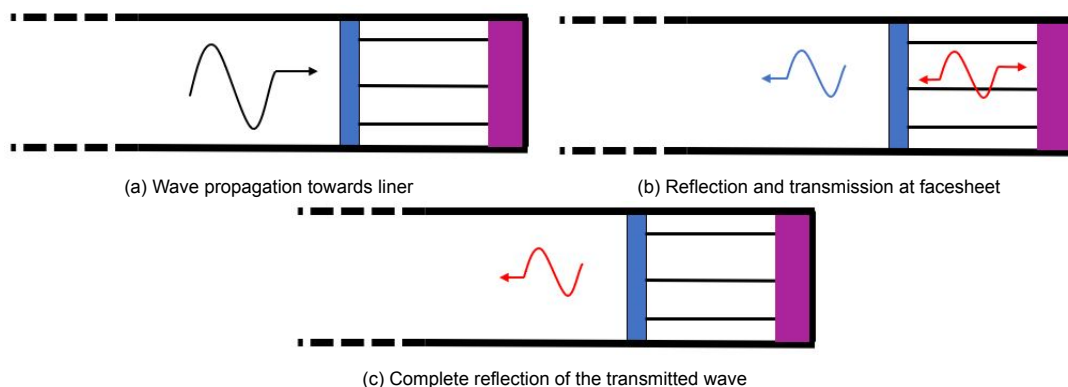 (a) Wave propagation towards liner
(b) Reflection and transmission at facesheet
(c) Complete reflection of the transmitted wave